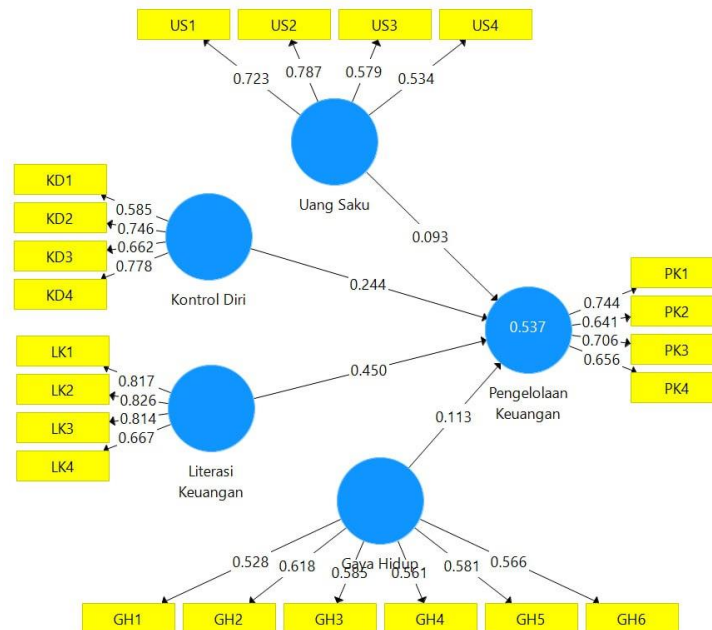 US1
US2
US3
US4
0.723
0.787
0.579
0.534
Uang Saku
0.093
KD1
KD2
KD3
KD4
0.585
0.746
0.662
0.778
Kontrol Diri
0.244
LK1
LK2
LK3
LK4
0.817
0.826
0.814
0.667
Literasi
Keuangan
0.450
0.537
Pengelolaan
Keuangan
0.744
0.641
0.706
0.656
PK1
PK2
PK3
PK4
0.113
Gaya Hidup
0.528
0.618
0.585
0.561
0.581
0.566
GH1
GH2
GH3
GH4
GH5
GH6